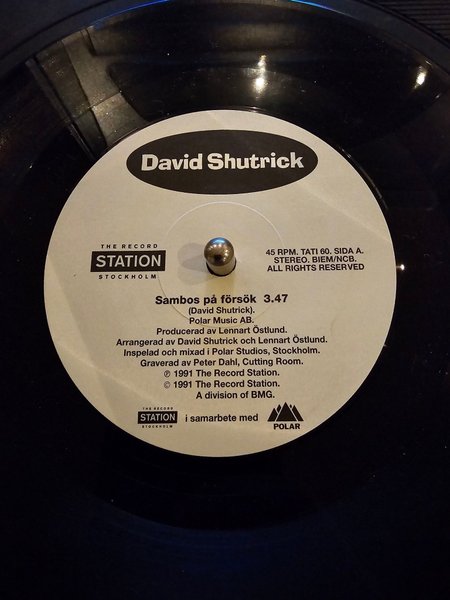 David Shutrick
THE RECORD
STATION
STOCKHOLM
45 RPM. TATI 60. SIDA A.
STEREO. BIEM/NCB.
ALL RIGHTS RESERVED
Sambos på försök 3.47
(David Shutrick).
Polar Music AB.
Producerad av Lennart Östlund.
Arrangerad av David Shutrick och Lennart Östlund.
Inspelad och mixad i Polar Studios, Stockholm.
Graverad av Peter Dahl, Cutting Room.
℗ 1991 The Record Station.
© 1991 The Record Station.
A division of BMG.
THE RECORD
STATION
STOCKHOLM
i samarbete med
POLAR